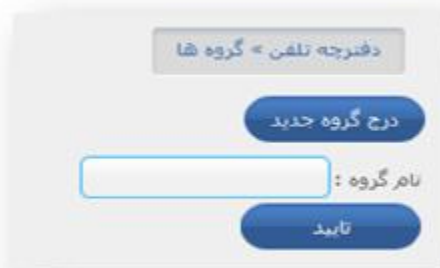 دفترچه تلفن » گروه ها
درج گروه جدید
نام گروه :
تایید